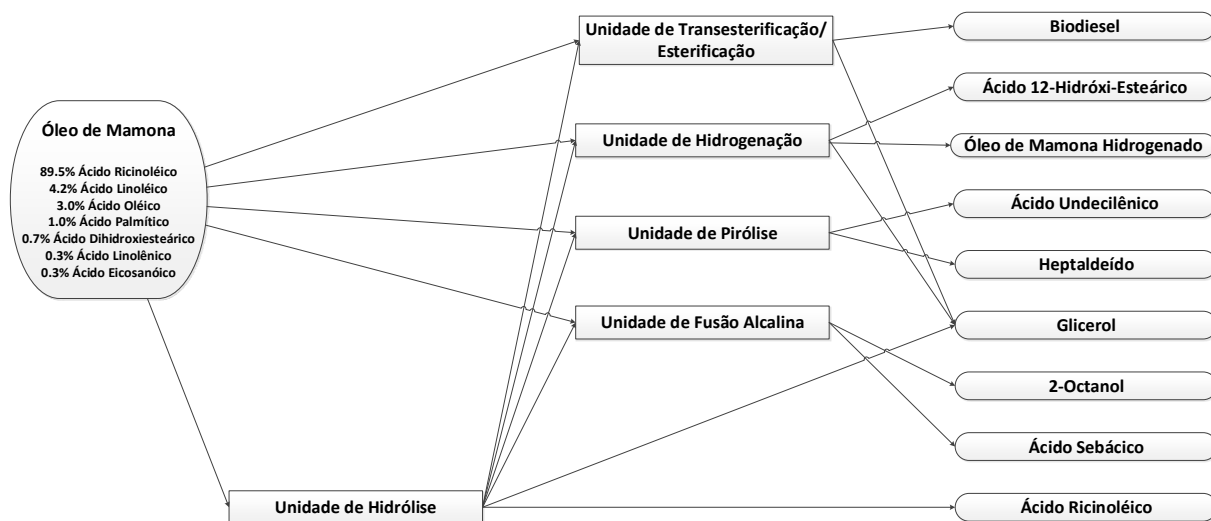 Óleo de Mamona
89.5% Ácido Ricinoléico
4.2% Ácido Linoléico
3.0% Ácido Oléico
1.0% Ácido Palmítico
0.7% Ácido Dihidroxiesteárico
0.3% Ácido Linolênico
0.3% Ácido Eicosanóico
Unidade de Transesterificação/
Esterificação
Unidade de Hidrogenação
Unidade de Pirólise
Unidade de Fusão Alcalina
Unidade de Hidrólise
Biodiesel
Ácido 12-Hidróxi-Esteárico
Óleo de Mamona Hidrogenado
Ácido Undecilênico
Heptaldeído
Glicerol
2-Octanol
Ácido Sebácico
Ácido Ricinoléico